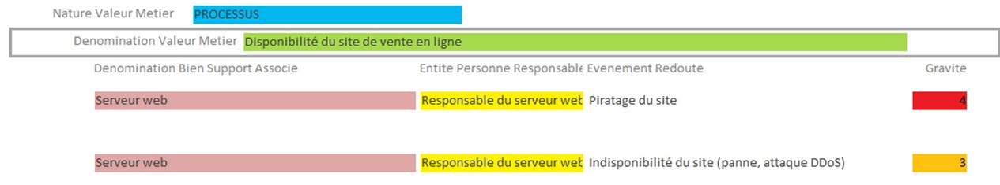 Nature Valeur Metier PROCESSUS
Denomination Valeur Metier Disponibilité du site de vente en ligne
Denomination Bien Support Associe Entite Personne Responsable Evenement Redoute Gravite
Serveur web Responsable du serveur web Piratage du site 4
Serveur web Responsable du serveur web Indisponibilité du site (panne, attaque DDoS) 3